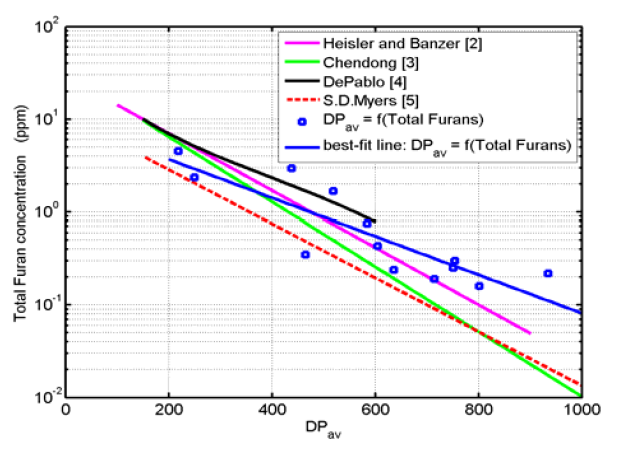 10^2
10^1
10^0
10^-1
10^-2
Total Furan concentration (ppm)
Heisler and Banzer [2]
Chendong [3]
DePablo [4]
S.D.Myers [5]
DP_av = f(Total Furans)
best-fit line: DP_av = f(Total Furans)
0 200 400 600 800 1000
DP_av